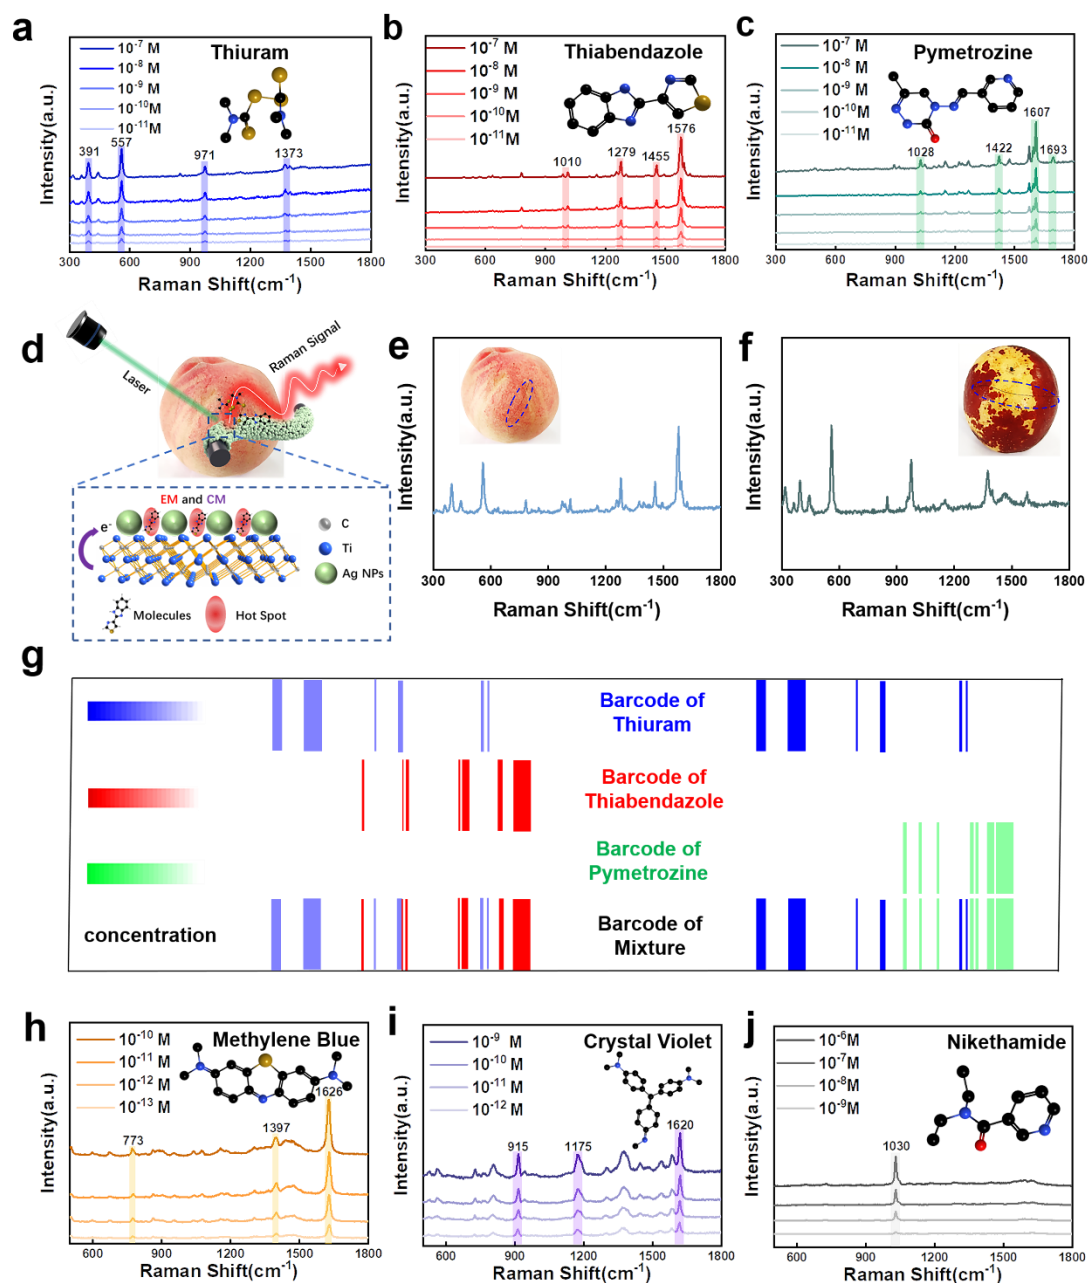 a
Thiuram
10⁻⁷ M
10⁻⁸ M
10⁻⁹ M
10⁻¹⁰ M
10⁻¹¹M
391
557
971
1373
Intensity(a.u.)
300 600 900 1200 1500 1800
Raman Shift(cm⁻¹)
b
Thiabendazole
10⁻⁷ M
10⁻⁸ M
10⁻⁹ M
10⁻¹⁰M
10⁻¹¹M
1010
1279
1455
1576
Intensity(a.u.)
300 600 900 1200 1500 1800
Raman Shift(cm⁻¹)
c
Pymetrozine
10⁻⁷ M
10⁻⁸ M
10⁻⁹ M
10⁻¹⁰ M
10⁻¹¹M
1028
1422
1607
1693
Intensity(a.u.)
300 600 900 1200 1500 1800
Raman Shift(cm⁻¹)
d
Laser
Raman Signal
EM and CM
e⁻
C
Ti
Ag NPs
Molecules
Hot Spot
e
Intensity(a.u.)
300 600 900 1200 1500 1800
Raman Shift(cm⁻¹)
f
Intensity(a.u.)
300 600 900 1200 1500 1800
Raman Shift(cm⁻¹)
g
Barcode of
Thiuram
Barcode of
Thiabendazole
Barcode of
Pymetrozine
concentration
Barcode of
Mixture
h
Methylene Blue
10⁻¹⁰ M
10⁻¹¹ M
10⁻¹² M
10⁻¹³ M
773
1397
1626
Intensity(a.u.)
600 900 1200 1500 1800
Raman Shift(cm⁻¹)
i
Crystal Violet
10⁻⁹ M
10⁻¹⁰ M
10⁻¹¹ M
10⁻¹² M
915
1175
1620
Intensity(a.u.)
600 900 1200 1500 1800
Raman Shift(cm⁻¹)
j
Nikethamide
10⁻⁶M
10⁻⁷M
10⁻⁸M
10⁻⁹M
1030
Intensity(a.u.)
600 900 1200 1500 1800
Raman Shift(cm⁻¹)